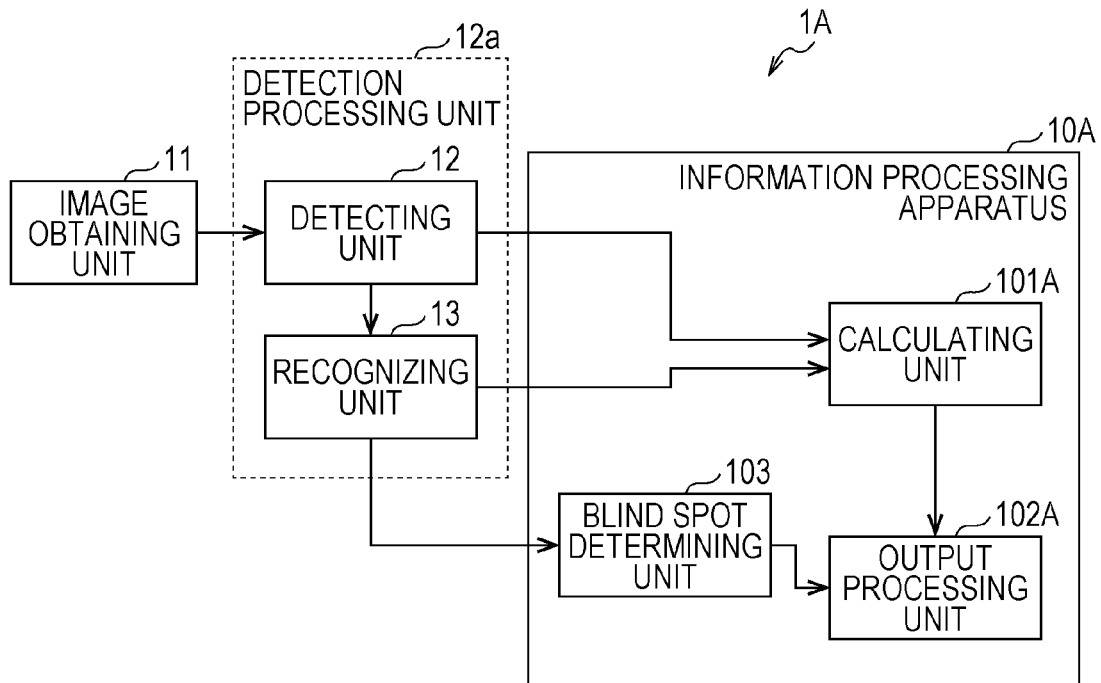 1A
12a
DETECTION
PROCESSING UNIT
10A
INFORMATION PROCESSING
APPARATUS
11
IMAGE
OBTAINING
UNIT
12
DETECTING
UNIT
13
RECOGNIZING
UNIT
101A
CALCULATING
UNIT
103
BLIND SPOT
DETERMINING
UNIT
102A
OUTPUT
PROCESSING
UNIT